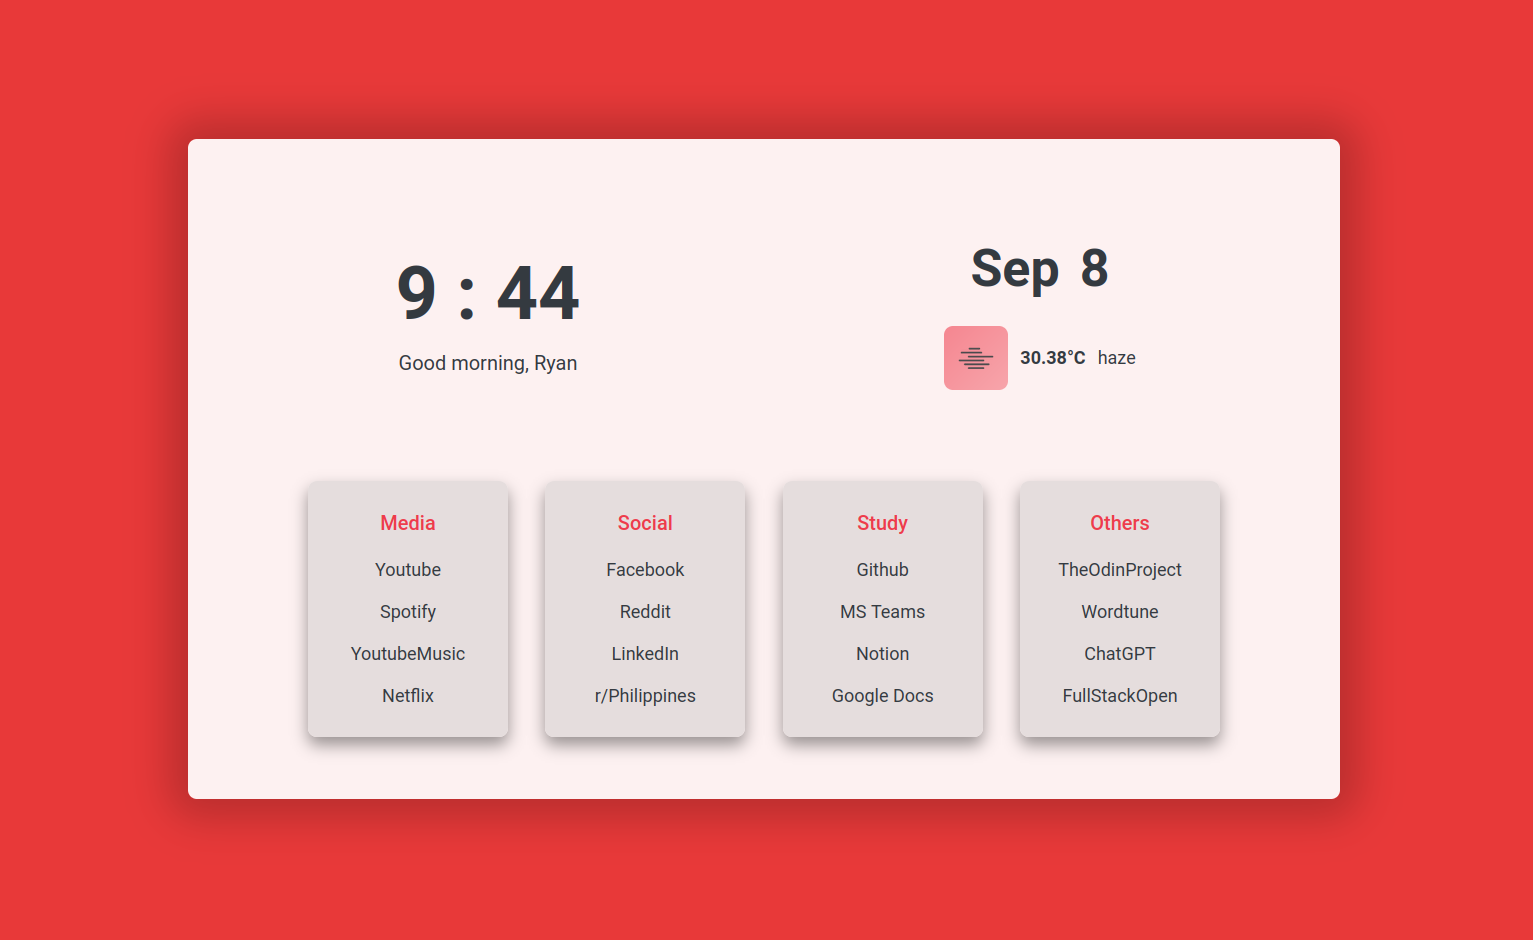 9 : 44
Good morning, Ryan
Sep 8
30.38°C haze
Media
Youtube
Spotify
YoutubeMusic
Netflix
Social
Facebook
Reddit
LinkedIn
r/Philippines
Study
Github
MS Teams
Notion
Google Docs
Others
TheOdinProject
Wordtune
ChatGPT
FullStackOpen